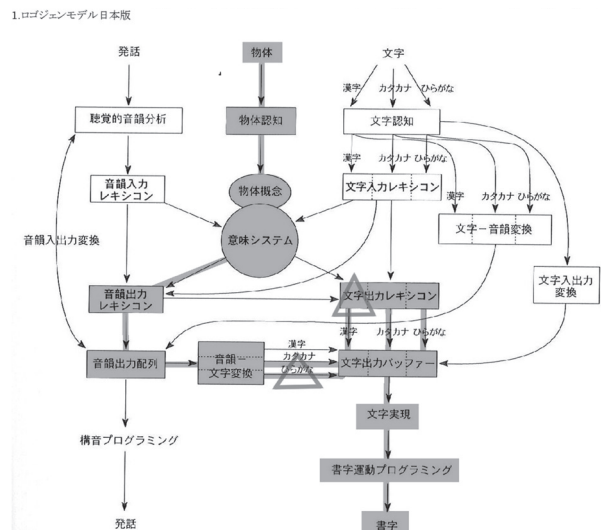 1.ロゴジェンモデル日本版
発話
物体
文字
漢字
カタカナ
ひらがな
聴覚的音韻分析
物体認知
文字認知
漢字
カタカナ
ひらがな
漢字
カタカナ ひらがな
音韻入力
レキシコン
物体概念
文字入力レキシコン
音韻入出力変換
意味システム
文字－音韻変換
文字入出力
変換
音韻出力
レキシコン
文字出力レキシコン
漢字
カタカナ
ひらがな
音韻出力配列
音韻－
文字変換
漢字
カタカナ
ひらがな
文字出力バッファー
文字実現
構音プログラミング
書字運動プログラミング
発話
書字